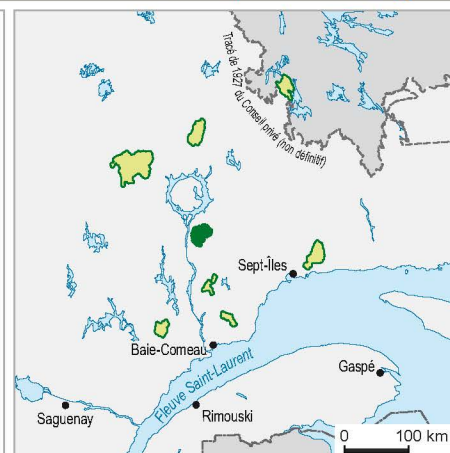 Tracé de 1927 du Conseil privé (non définitif)
Sept-Îles
Baie-Comeau
Fleuve Saint-Laurent
Gaspé
Saguenay
Rimouski
0 100 km